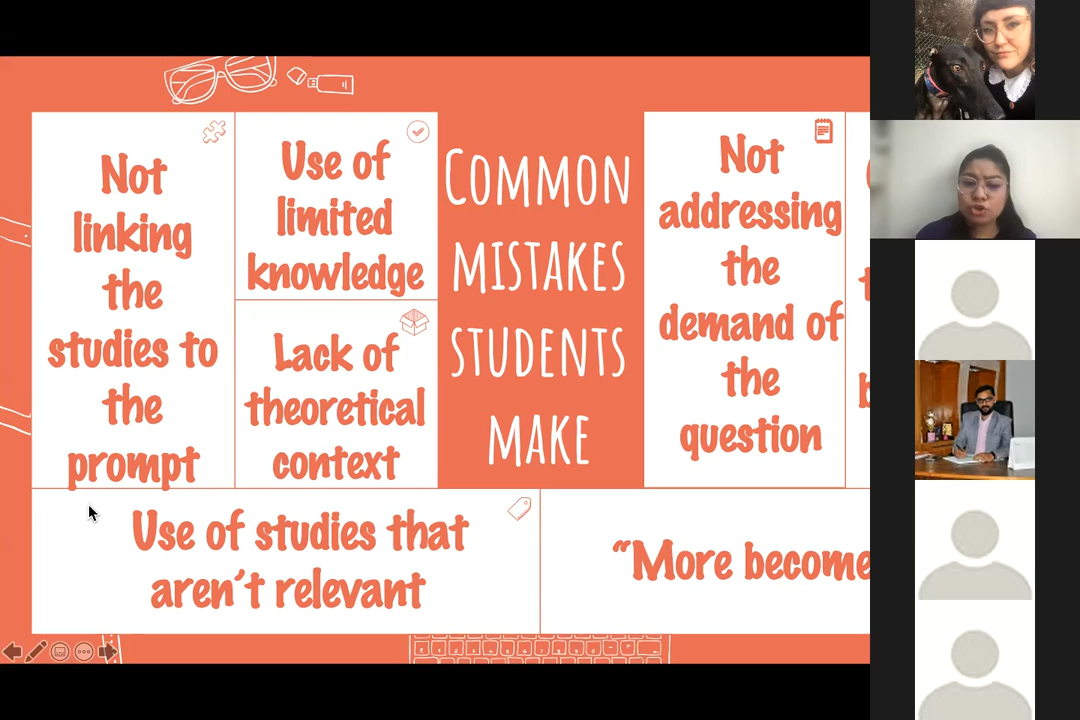 Not
linking
the
studies to
the
prompt
Use of
limited
knowledge
Lack of
theoretical
context
COMMON
MISTAKES
STUDENTS
MAKE
Not
addressing
the
demand of
the
question
Use of studies that
aren't relevant
“More become